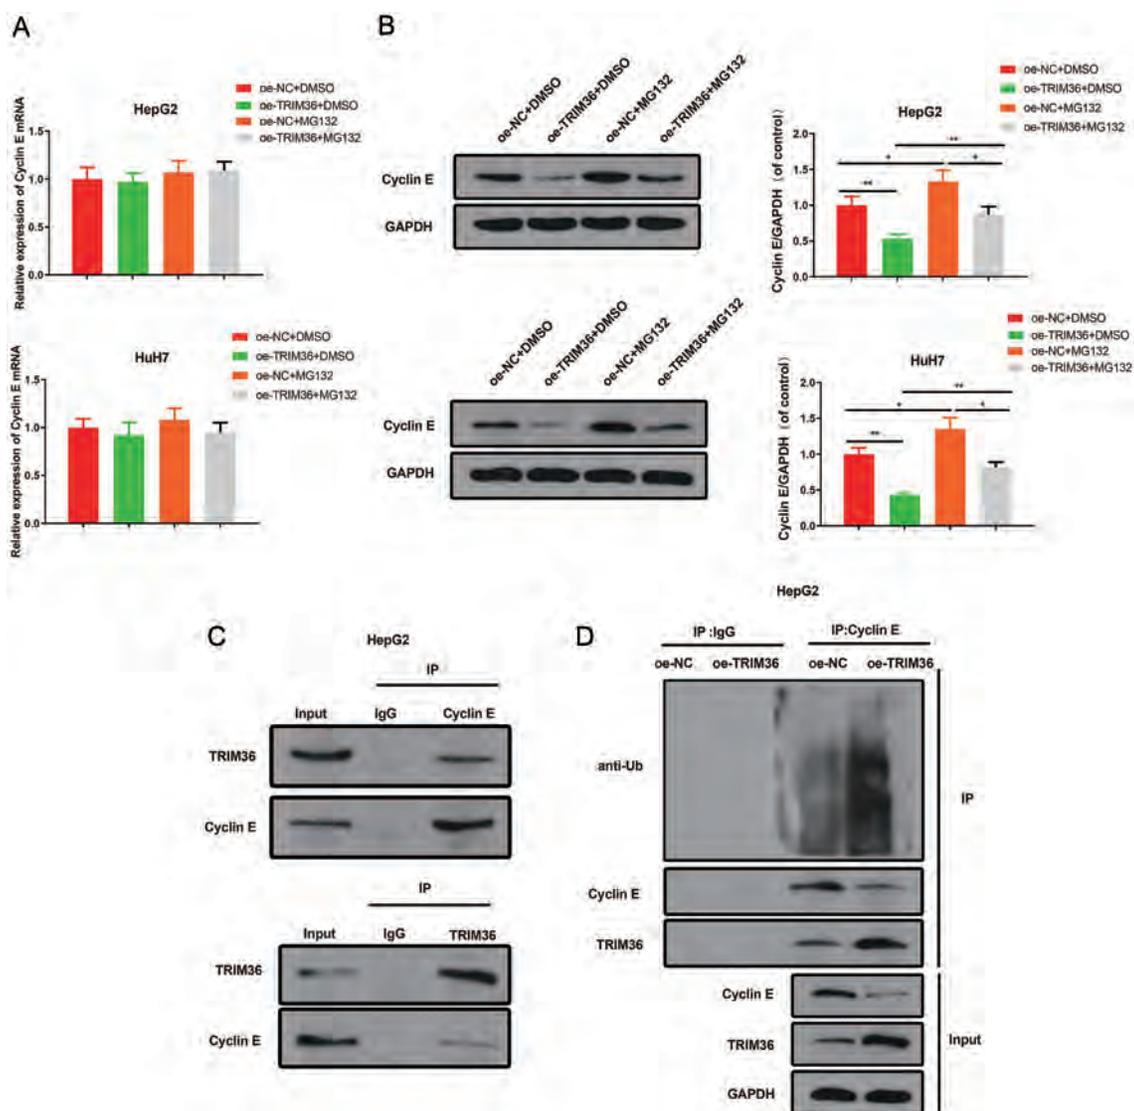 A
HepG2
oe-NC+DMSO
oe-TRIM36+DMSO
oe-NC+MG132
oe-TRIM36+MG132
Relative expression of Cyclin E mRNA
1.5
1.0
0.5
0.0
HuH7
oe-NC+DMSO
oe-TRIM36+DMSO
oe-NC+MG132
oe-TRIM36+MG132
Relative expression of Cyclin E mRNA
1.5
1.0
0.5
0.0
B
oe-NC+DMSO
oe-TRIM36+DMSO
oe-NC+MG132
oe-TRIM36+MG132
Cyclin E
GAPDH
HepG2
oe-NC+DMSO
oe-TRIM36+DMSO
oe-NC+MG132
oe-TRIM36+MG132
Cyclin E/GAPDH (of control)
2.0
1.5
1.0
0.5
0.0
**
*
*
**
oe-NC+DMSO
oe-TRIM36+DMSO
oe-NC+MG132
oe-TRIM36+MG132
Cyclin E
GAPDH
HuH7
oe-NC+DMSO
oe-TRIM36+DMSO
oe-NC+MG132
oe-TRIM36+MG132
Cyclin E/GAPDH (of control)
2.0
1.5
1.0
0.5
0.0
**
*
*
**
C
HepG2
IP
Input IgG Cyclin E
TRIM36
Cyclin E
IP
Input IgG TRIM36
TRIM36
Cyclin E
D
HepG2
IP :IgG IP:Cyclin E
oe-NC oe-TRIM36 oe-NC oe-TRIM36
anti-Ub
IP
Cyclin E
TRIM36
Cyclin E
TRIM36
Input
GAPDH